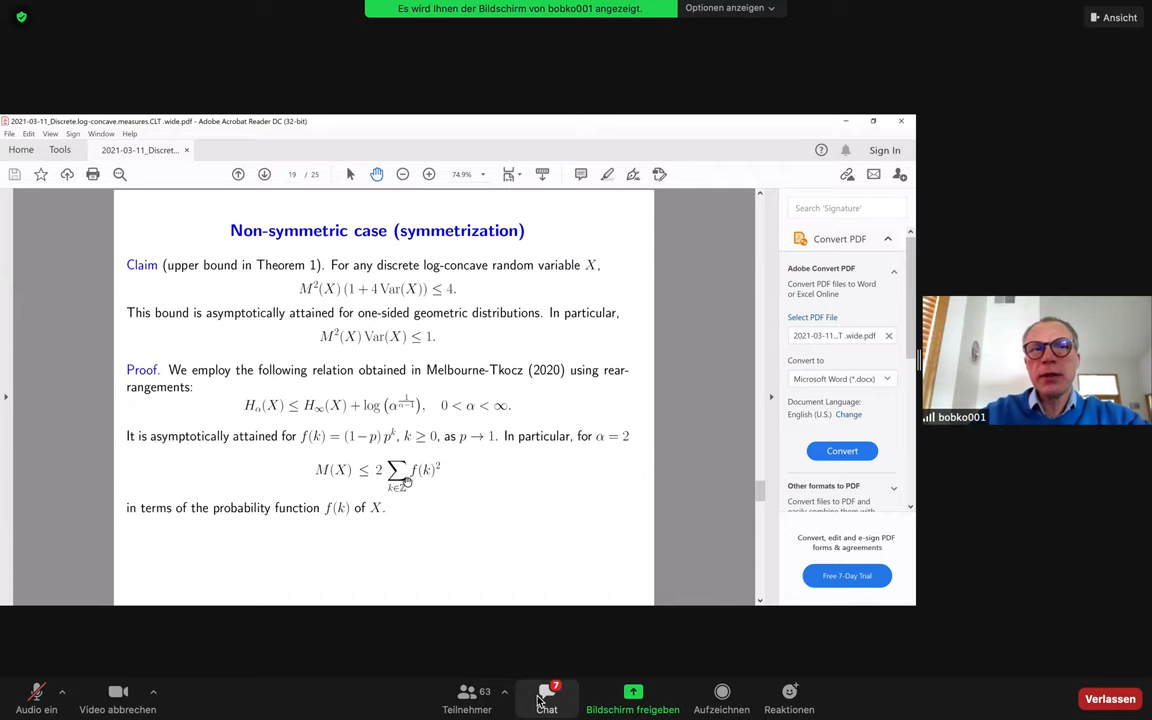 Es wird Ihnen der Bildschirm von bobko001 angezeigt.
Optionen anzeigen
Ansicht
2021-03-11_Discrete.log-concave.measures.CLT .wide.pdf - Adobe Acrobat Reader DC (32-bit)
File Edit View Sign Window Help
Home Tools 2021-03-11_Discret... × Sign In
19 / 25 74.9%
Non-symmetric case (symmetrization)
Claim (upper bound in Theorem 1). For any discrete log-concave random variable X,
M²(X) (1 + 4 Var(X)) ≤ 4.
This bound is asymptotically attained for one-sided geometric distributions. In particular,
M²(X) Var(X) ≤ 1.
Proof. We employ the following relation obtained in Melbourne-Tkocz (2020) using rear-
rangements:
H_α(X) ≤ H_∞(X) + log (α^{1/(α−1)}), 0 < α < ∞.
It is asymptotically attained for f(k) = (1−p) p^k, k ≥ 0, as p → 1. In particular, for α = 2
M(X) ≤ 2 ∑_{k∈ℤ} f(k)²
in terms of the probability function f(k) of X.
Search 'Signature'
Convert PDF
Adobe Convert PDF
Convert PDF files to Word
or Excel Online
Select PDF File
2021-03-11...T .wide.pdf ×
Convert to
Microsoft Word (*.docx)
Document Language:
English (U.S.) Change
Convert
Other formats to PDF
Convert files to PDF and
easily combine them with
Convert, edit and e-sign PDF
forms & agreements
Free 7-Day Trial
bobko001
Audio ein
Video abbrechen
63
Teilnehmer
7
Chat
Bildschirm freigeben
Aufzeichnen
Reaktionen
Verlassen